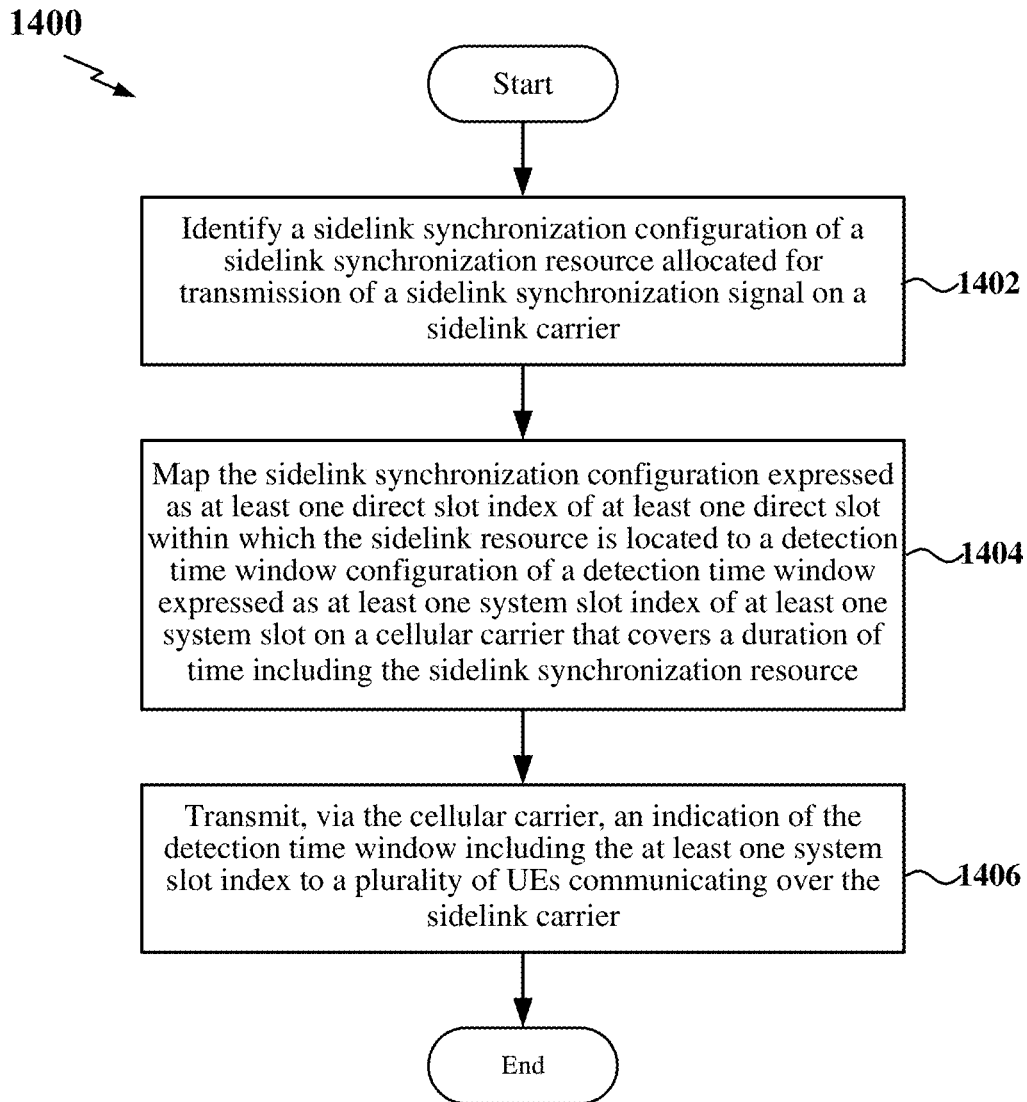 1400
Start
Identify a sidelink synchronization configuration of a
sidelink synchronization resource allocated for
transmission of a sidelink synchronization signal on a
sidelink carrier
1402
Map the sidelink synchronization configuration expressed
as at least one direct slot index of at least one direct slot
within which the sidelink resource is located to a detection
time window configuration of a detection time window
expressed as at least one system slot index of at least one
system slot on a cellular carrier that covers a duration of
time including the sidelink synchronization resource
1404
Transmit, via the cellular carrier, an indication of the
detection time window including the at least one system
slot index to a plurality of UEs communicating over the
sidelink carrier
1406
End